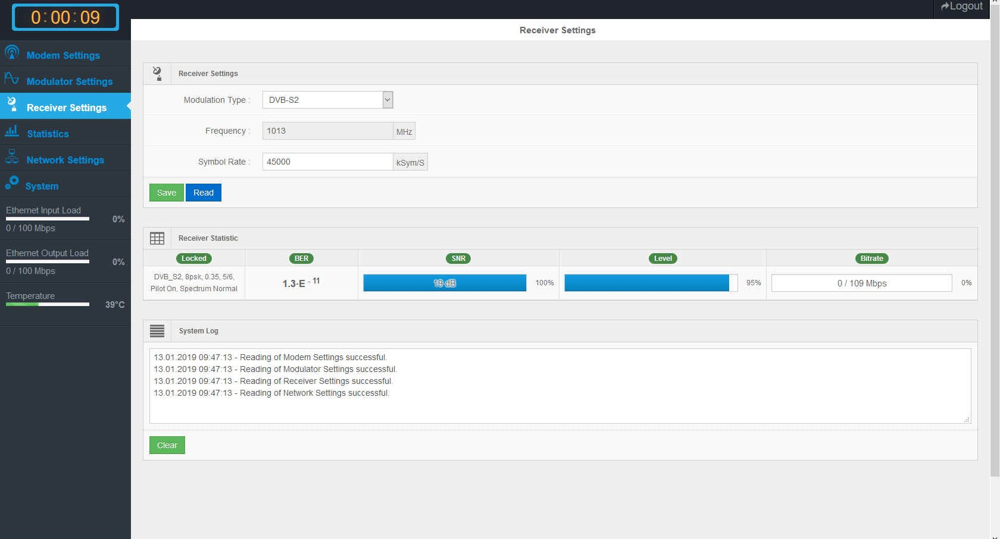 0:00:09
Logout
Receiver Settings
Modem Settings
Modulator Settings
Receiver Settings
Statistics
Network Settings
System
Ethernet Input Load
0%
0 / 100 Mbps
Ethernet Output Load
0%
0 / 100 Mbps
Temperature
39°C
Receiver Settings
Modulation Type : DVB-S2
Frequency : 1013 MHz
Symbol Rate : 45000 kSym/S
Save Read
Receiver Statistic
Locked BER SNR Level Bitrate
DVB_S2, 8psk, 0.35, 5/6,
Pilot On, Spectrum Normal
1.3·E - 11
19 dB 100% 95% 0 / 109 Mbps 0%
System Log
13.01.2019 09:47:13 - Reading of Modem Settings successful.
13.01.2019 09:47:13 - Reading of Modulator Settings successful.
13.01.2019 09:47:13 - Reading of Receiver Settings successful.
13.01.2019 09:47:13 - Reading of Network Settings successful.
Clear